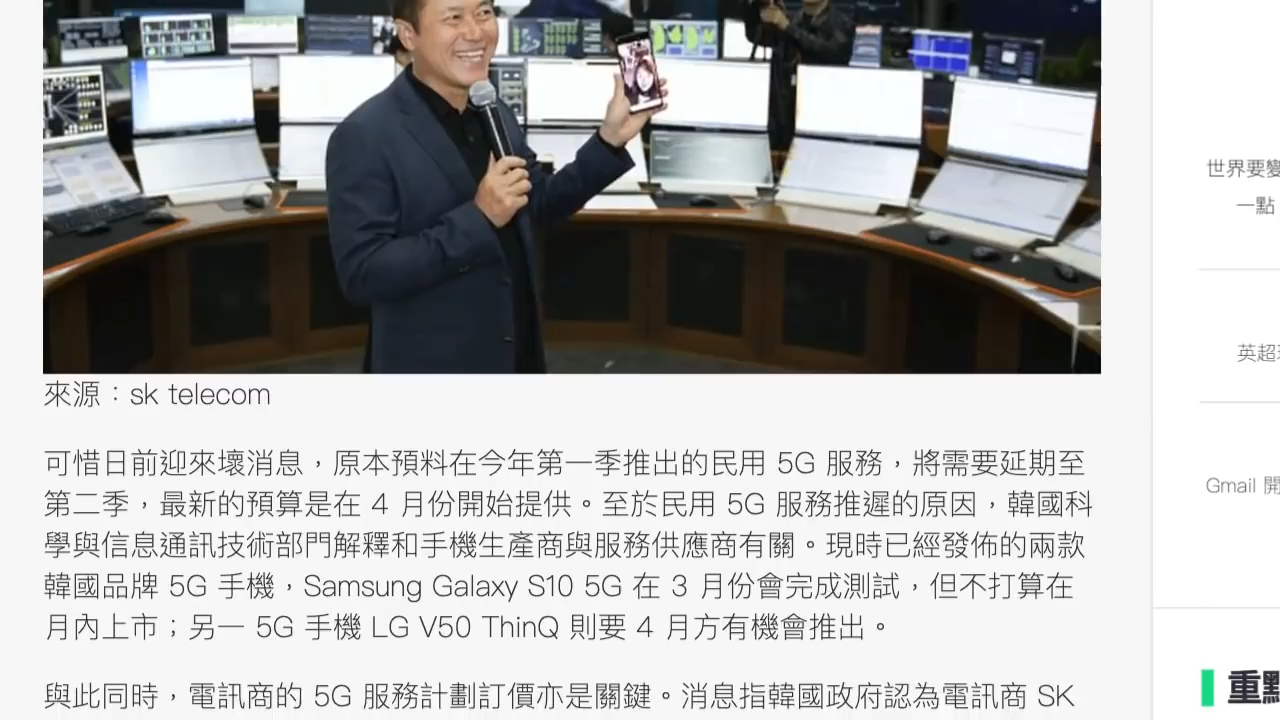 來源：sk telecom
可惜日前迎來壞消息，原本預料在今年第一季推出的民用 5G 服務，將需要延期至
第二季，最新的預算是在 4 月份開始提供。至於民用 5G 服務推遲的原因，韓國科
學與信息通訊技術部門解釋和手機生產商與服務供應商有關。現時已經發佈的兩款
韓國品牌 5G 手機，Samsung Galaxy S10 5G 在 3 月份會完成測試，但不打算在
月內上市；另一 5G 手機 LG V50 ThinQ 則要 4 月方有機會推出。
與此同時，電訊商的 5G 服務計劃訂價亦是關鍵。消息指韓國政府認為電訊商 SK
世界要變
一點
英超
Gmail 開
重點